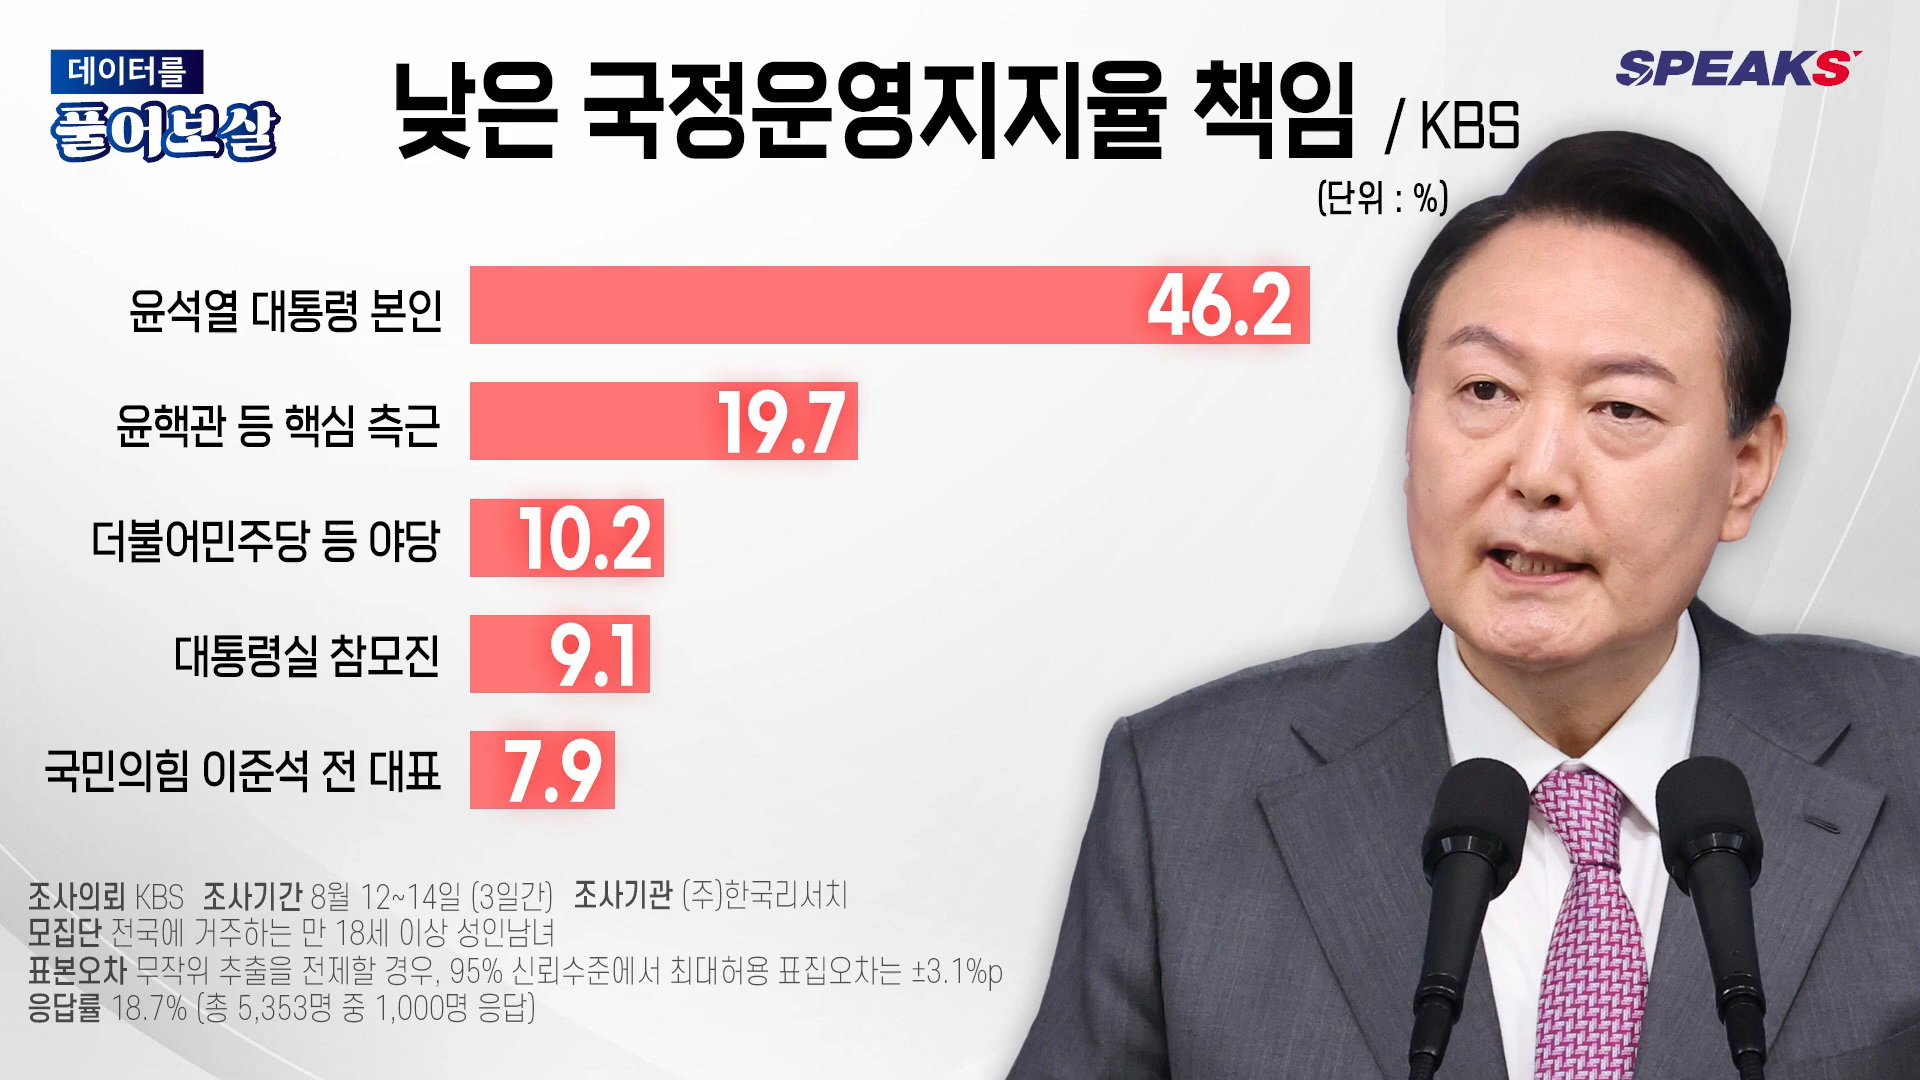 데이터를
풀어보살
낮은 국정운영지지율 책임 / KBS
SPEAKS
(단위 : %)
윤석열 대통령 본인 46.2
윤핵관 등 핵심 측근 19.7
더불어민주당 등 야당 10.2
대통령실 참모진 9.1
국민의힘 이준석 전 대표 7.9
조사의뢰 KBS 조사기간 8월 12~14일 (3일간) 조사기관 (주)한국리서치
모집단 전국에 거주하는 만 18세 이상 성인남녀
표본오차 무작위 추출을 전제할 경우, 95% 신뢰수준에서 최대허용 표집오차는 ±3.1%p
응답률 18.7% (총 5,353명 중 1,000명 응답)